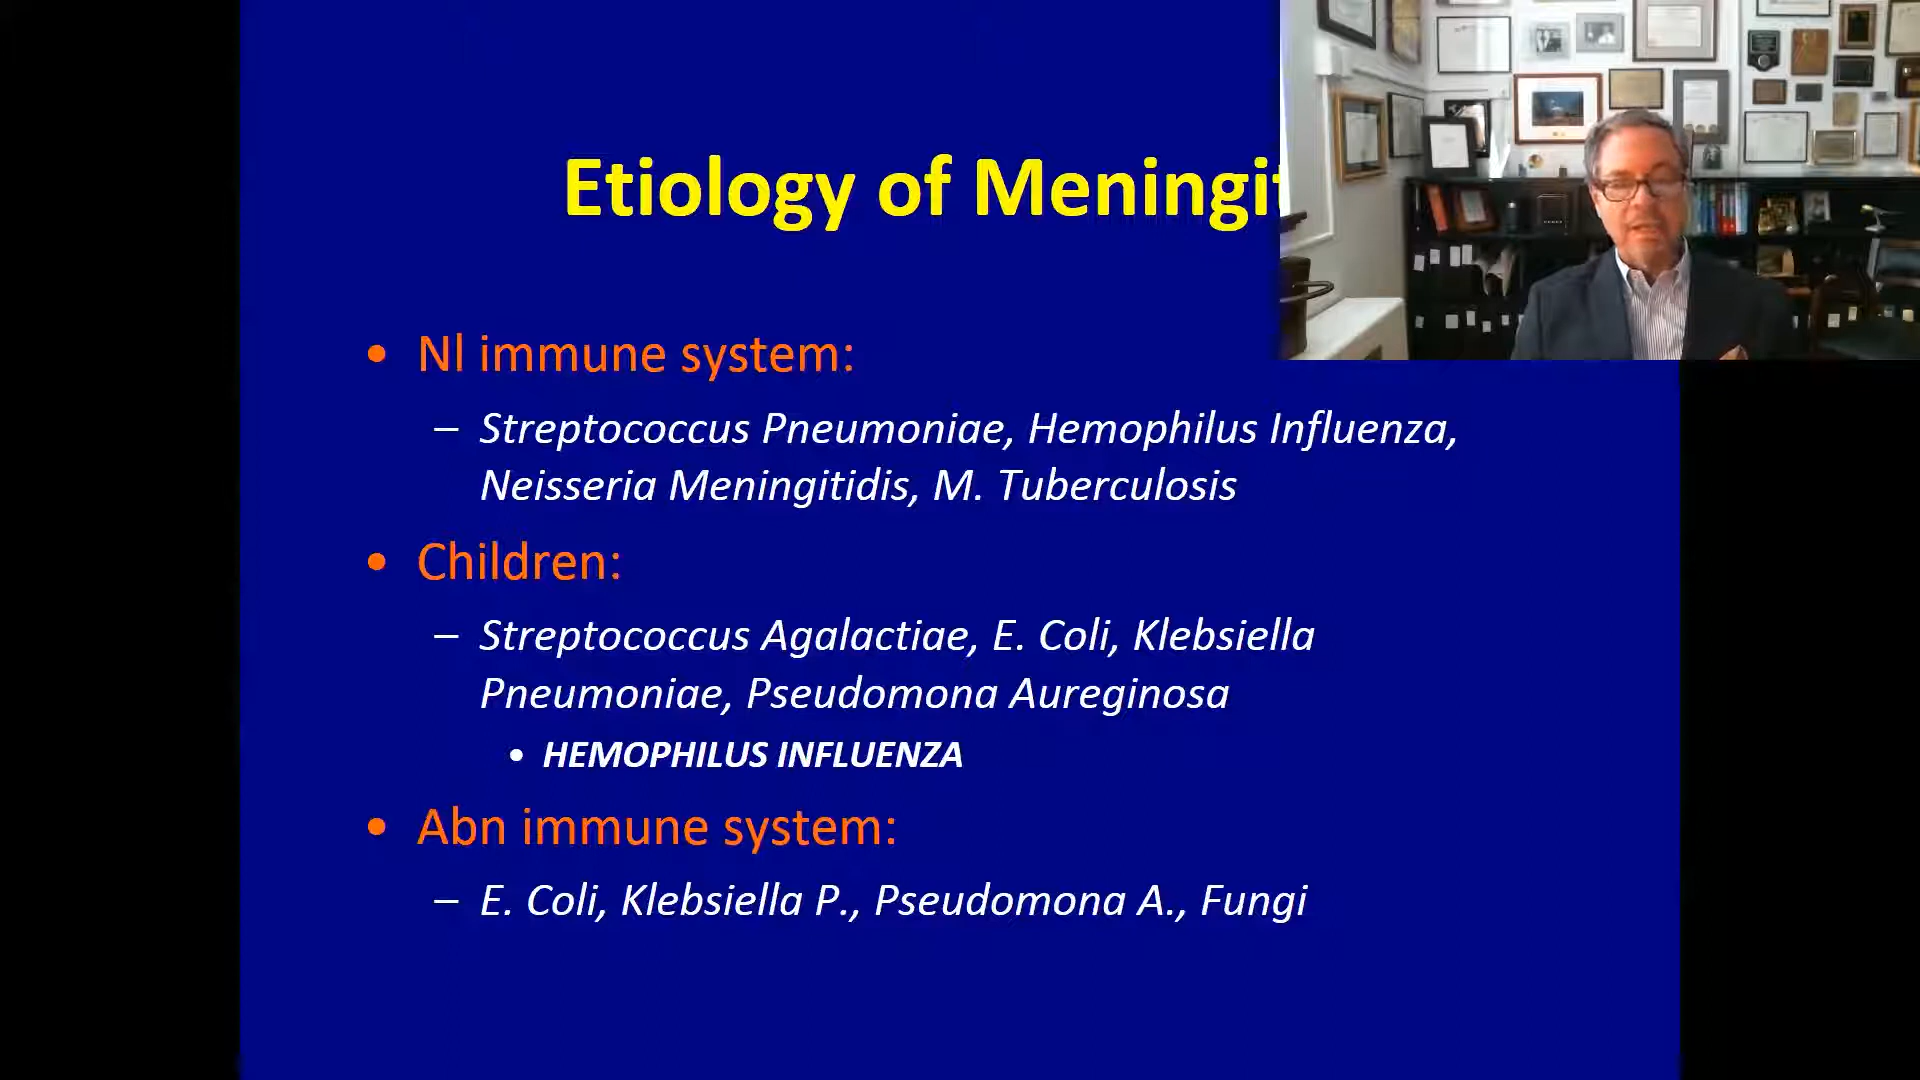 Etiology of Meningit
• Nl immune system:
– Streptococcus Pneumoniae, Hemophilus Influenza,
Neisseria Meningitidis, M. Tuberculosis
• Children:
– Streptococcus Agalactiae, E. Coli, Klebsiella
Pneumoniae, Pseudomona Aureginosa
• HEMOPHILUS INFLUENZA
• Abn immune system:
– E. Coli, Klebsiella P., Pseudomona A., Fungi